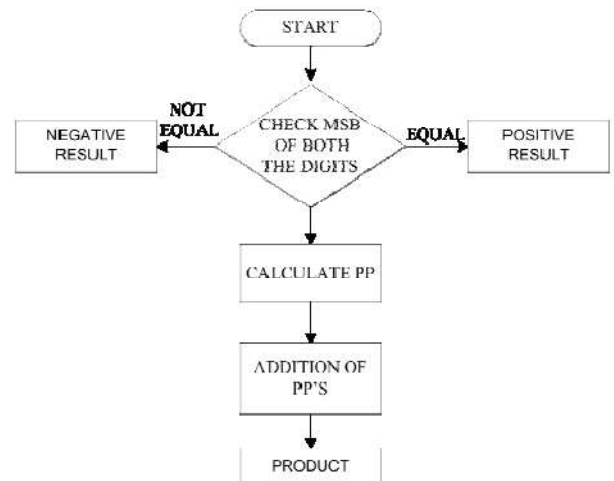 START
NOT
EQUAL
NEGATIVE
RESULT
CHECK MSB
OF BOTH
THE DIGITS
EQUAL
POSITIVE
RESULT
CALCULATE PP
ADDITION OF
PP'S
PRODUCT